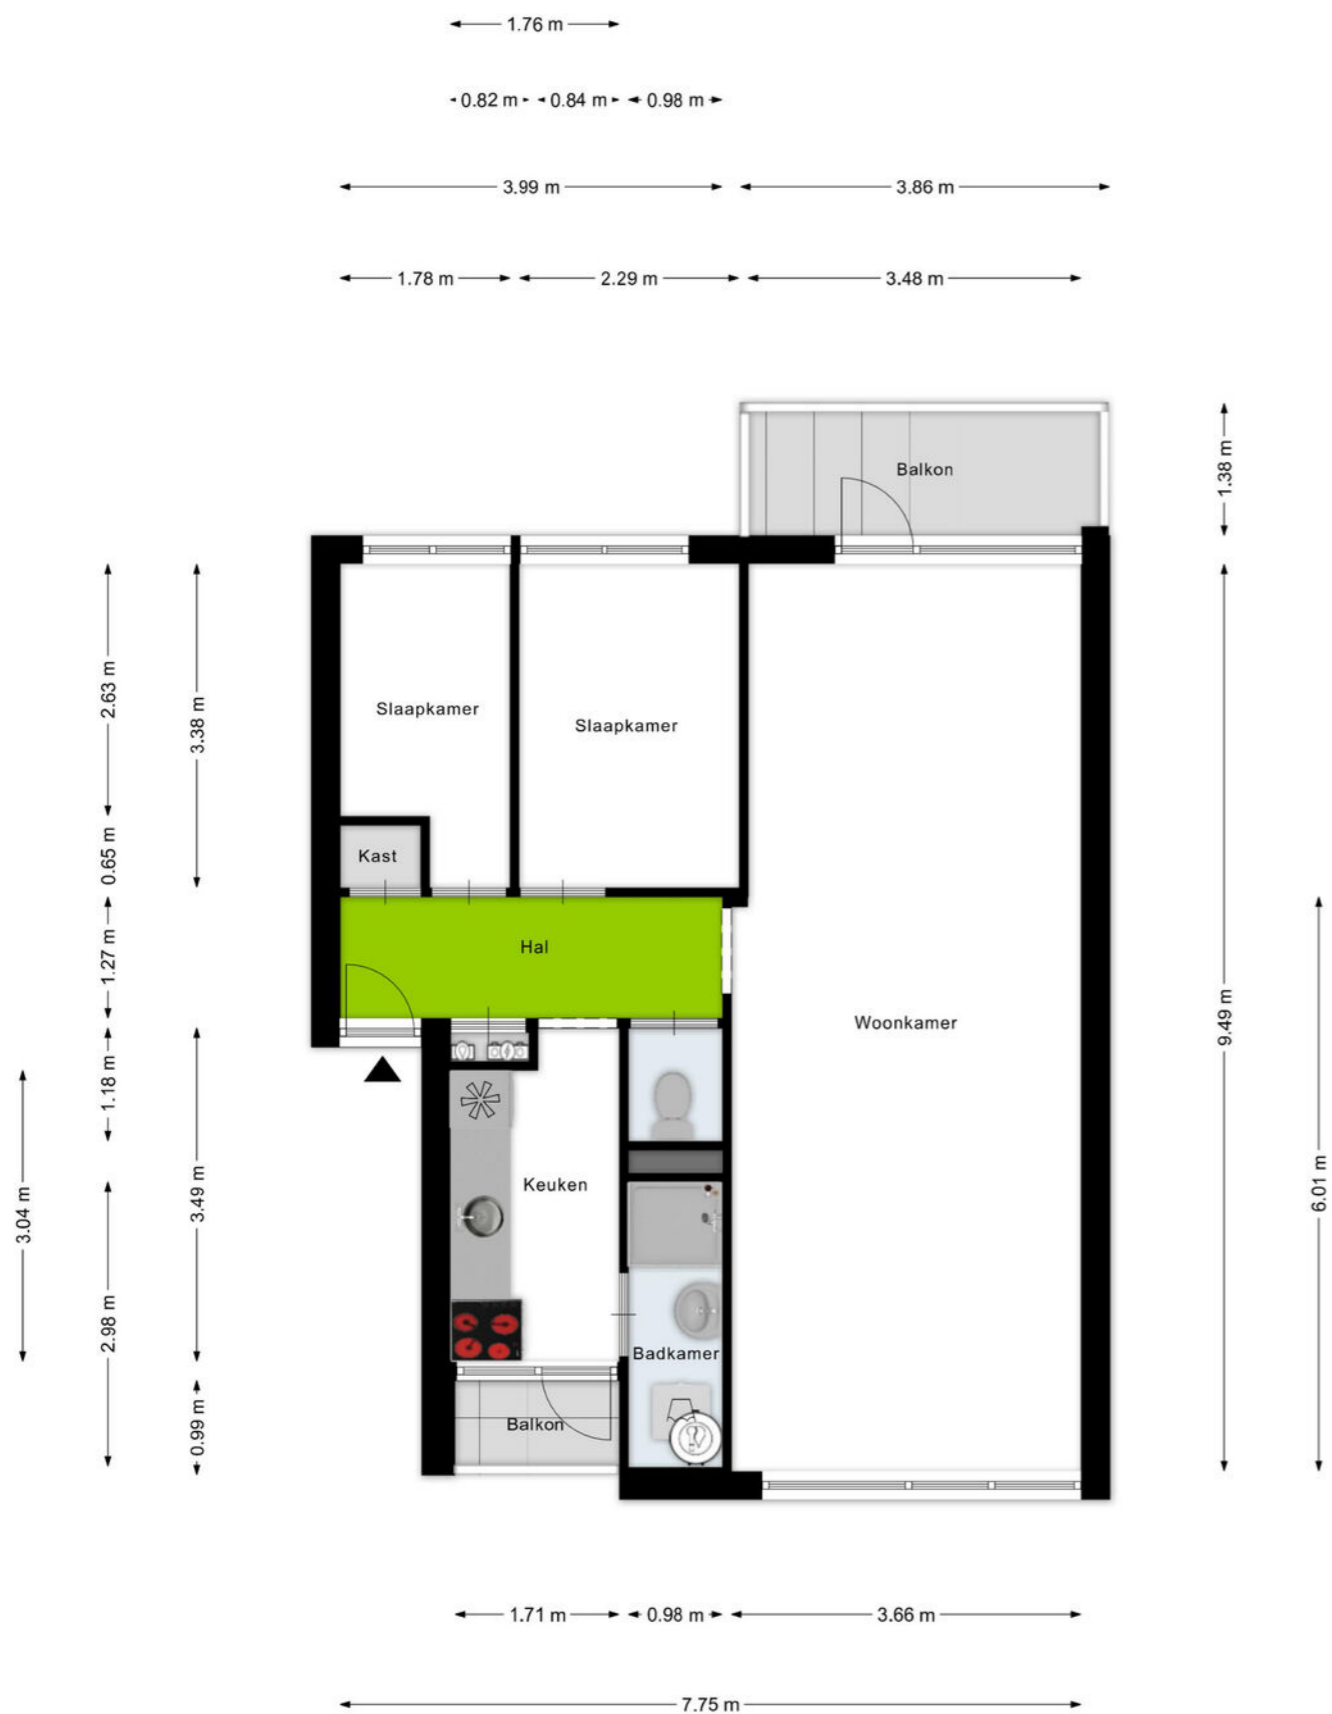 1.76 m
0.82 m
0.84 m
0.98 m
3.99 m
3.86 m
1.78 m
2.29 m
3.48 m
Balkon
1.38 m
2.63 m
3.38 m
Slaapkamer
Slaapkamer
0.65 m
Kast
1.27 m
Hal
Woonkamer
9.49 m
1.18 m
3.04 m
3.49 m
Keuken
6.01 m
2.98 m
Badkamer
0.99 m
Balkon
1.71 m
0.98 m
3.66 m
7.75 m